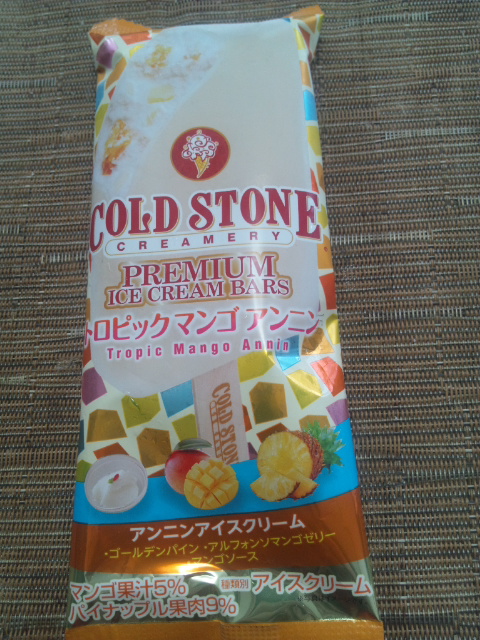 COLD STONE
CREAMERY
PREMIUM
ICE CREAM BARS
トロピックマンゴ アンニン
Tropic Mango Annin
COLD STONE
アンニンアイスクリーム
・ゴールデンパイン ・アルフォンソマンゴゼリー
・マンゴソース
マンゴ果汁5%
パイナップル果肉9%
種類別 アイスクリーム